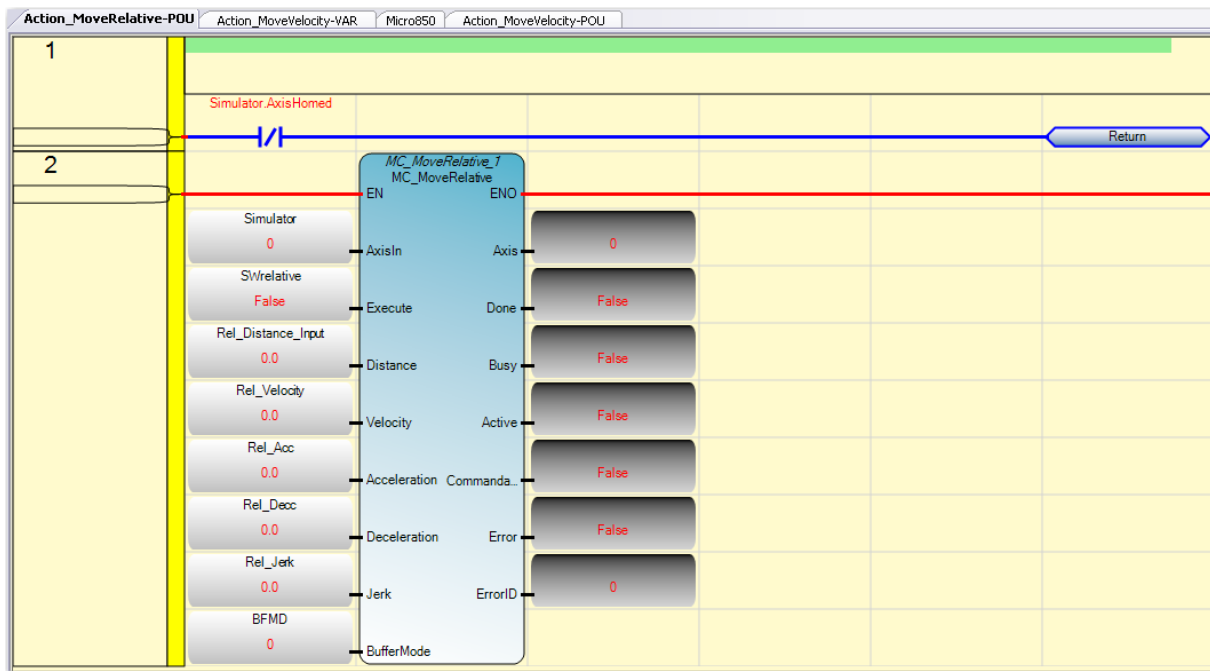 Action_MoveRelative-POU Action_MoveVelocity-VAR Micro850 Action_MoveVelocity-POU
1
Simulator.AxisHomed
Return
2
MC_MoveRelative_1
MC_MoveRelative
EN ENO
Simulator
0 AxisIn Axis 0
SWrelative
False Execute Done False
Rel_Distance_Input
0.0 Distance Busy False
Rel_Velocity
0.0 Velocity Active False
Rel_Acc
0.0 Acceleration Commanda... False
Rel_Decc
0.0 Deceleration Error False
Rel_Jerk
0.0 Jerk ErrorID 0
BFMD
0 BufferMode